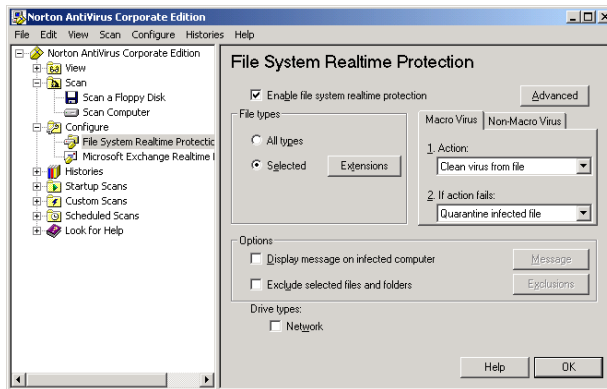 Norton AntiVirus Corporate Edition
File Edit View Scan Configure Histories Help
Norton AntiVirus Corporate Edition
View
Scan
Scan a Floppy Disk
Scan Computer
Configure
File System Realtime Protectic
Microsoft Exchange Realtime
Histories
Startup Scans
Custom Scans
Scheduled Scans
Look for Help
File System Realtime Protection
Enable file system realtime protection
Advanced
File types
All types
Selected
Extensions
Macro Virus Non-Macro Virus
1. Action:
Clean virus from file
2. If action fails:
Quarantine infected file
Options
Display message on infected computer
Message
Exclude selected files and folders
Exclusions
Drive types:
Network
Help OK